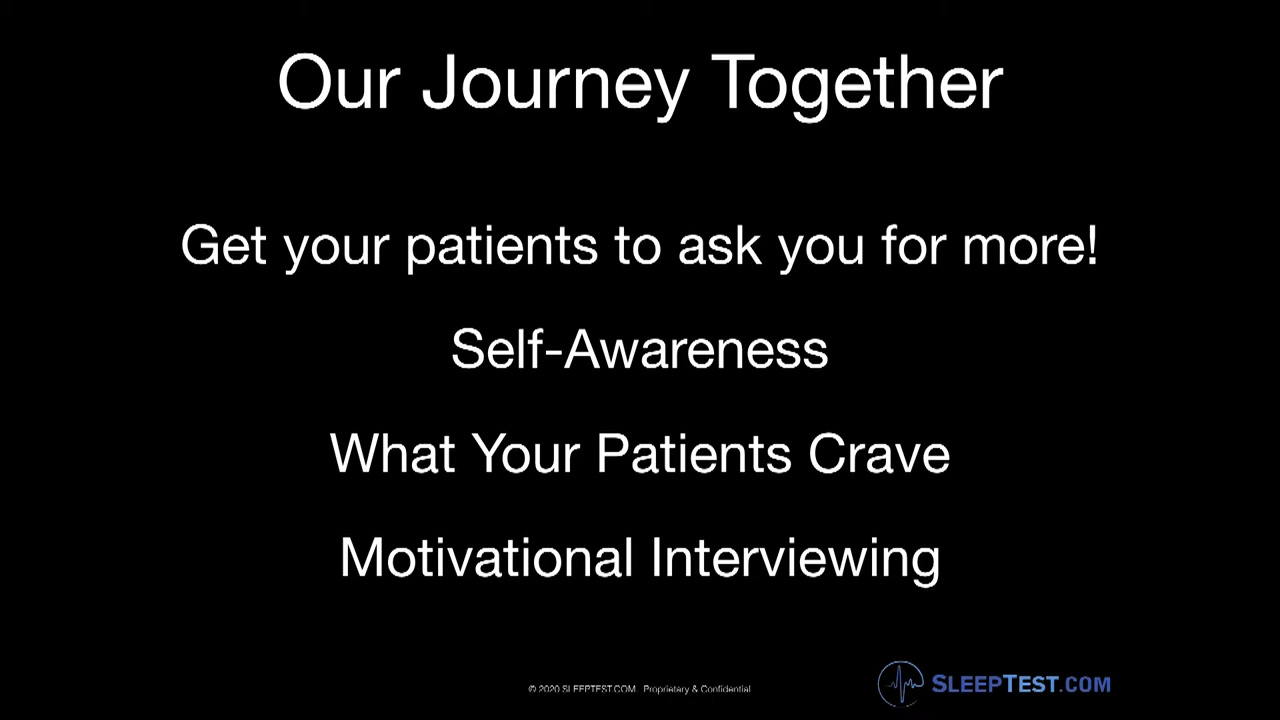 Our Journey Together
Get your patients to ask you for more!
Self-Awareness
What Your Patients Crave
Motivational Interviewing
© 2020 SLEEPTEST.COM Proprietary & Confidential
SLEEPTEST.COM